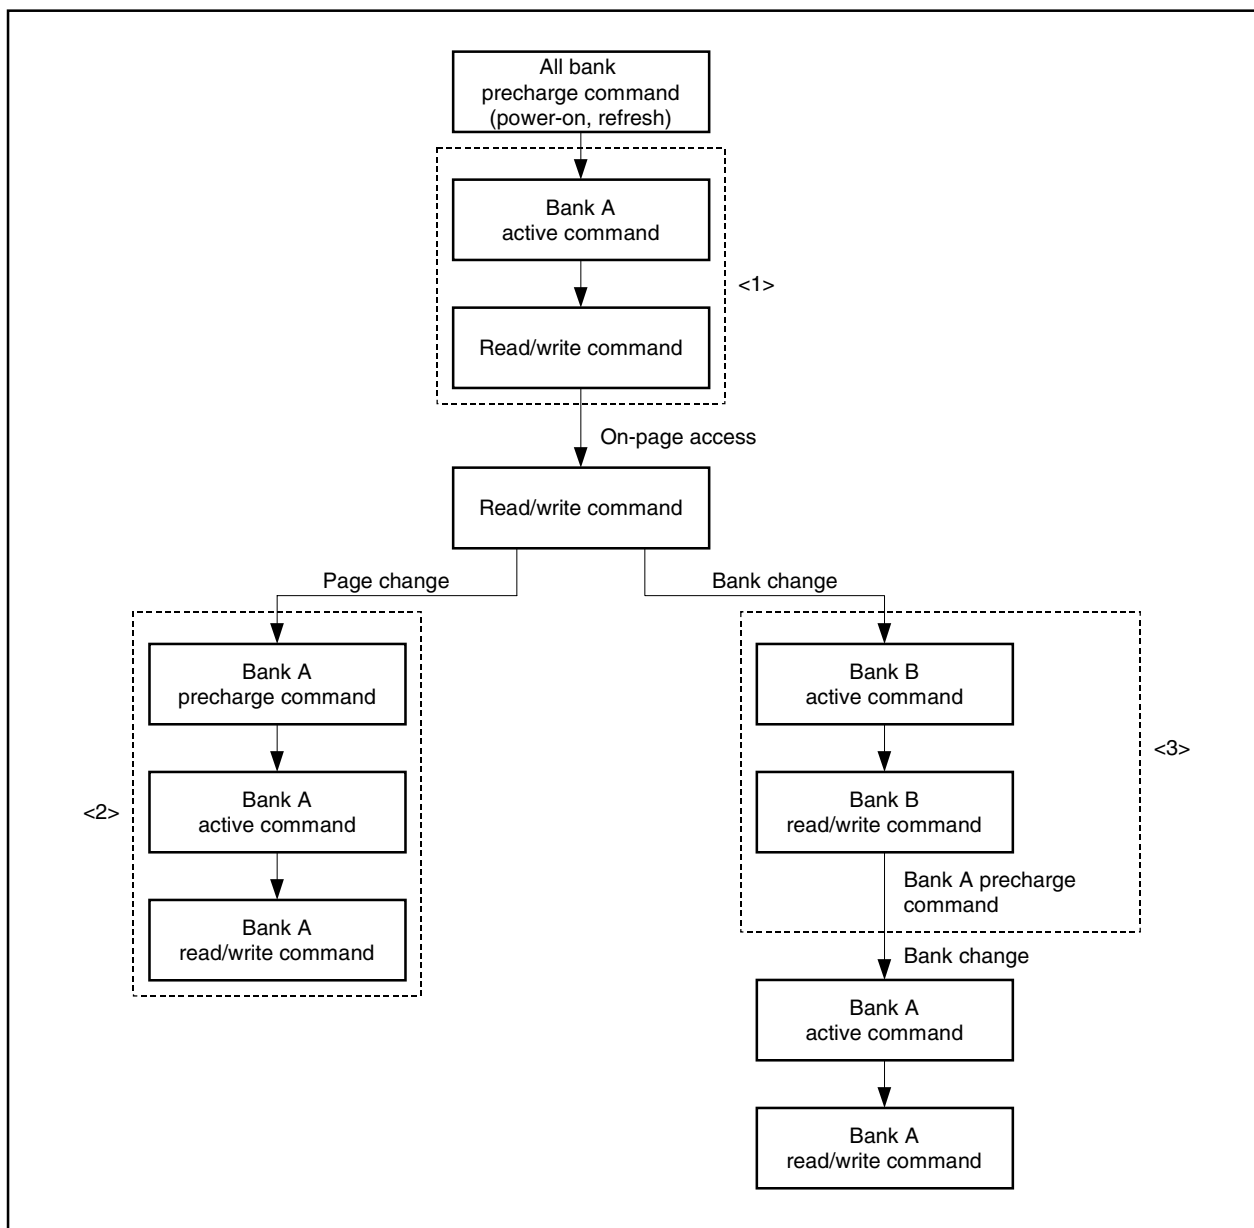 All bank
precharge command
(power-on, refresh)
Bank A
active command
<1>
Read/write command
On-page access
Read/write command
Page change
Bank change
Bank A
precharge command
Bank A
active command
<2>
Bank A
read/write command
Bank B
active command
<3>
Bank B
read/write command
Bank A precharge
command
Bank change
Bank A
active command
Bank A
read/write command